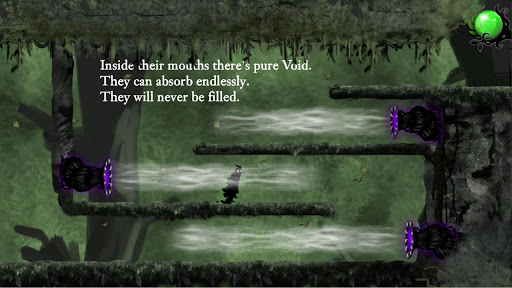 Inside their mouths there's pure Void.
They can absorb endlessly.
They will never be filled.